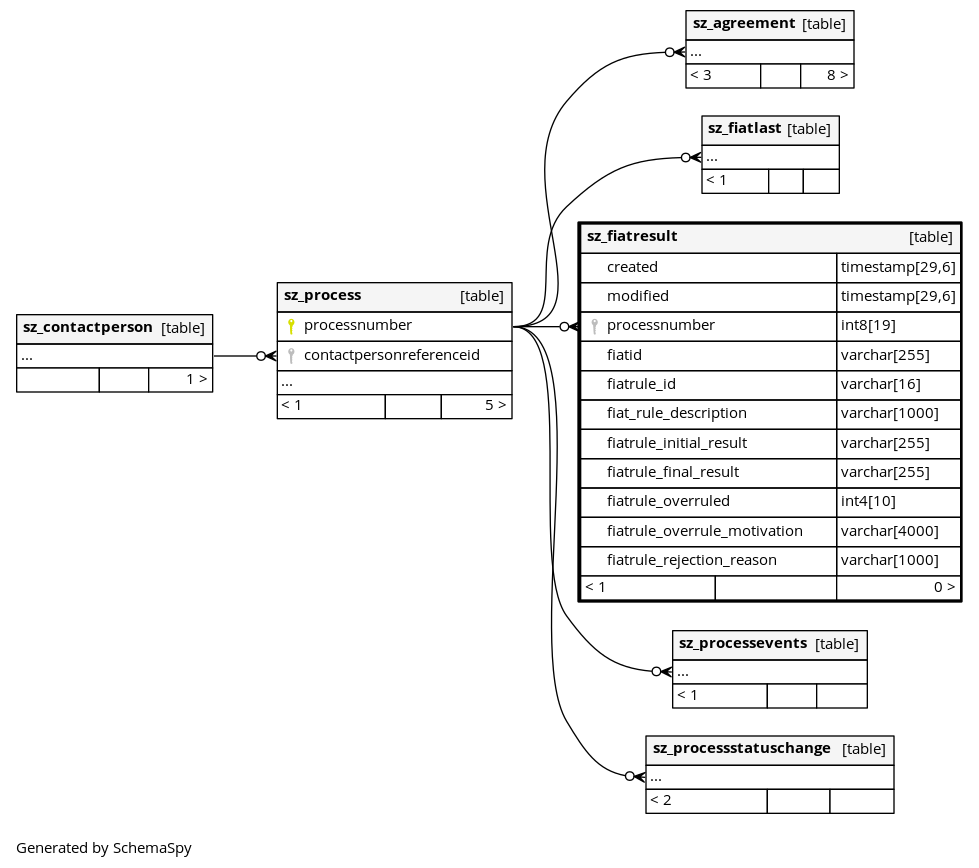 sz_agreement [table]
...
< 3 8 >
sz_fiatlast [table]
...
< 1
sz_fiatresult [table]
created timestamp[29,6]
modified timestamp[29,6]
processnumber int8[19]
fiatid varchar[255]
fiatrule_id varchar[16]
fiat_rule_description varchar[1000]
fiatrule_initial_result varchar[255]
fiatrule_final_result varchar[255]
fiatrule_overruled int4[10]
fiatrule_overrule_motivation varchar[4000]
fiatrule_rejection_reason varchar[1000]
< 1 0 >
sz_process [table]
processnumber
contactpersonreferenceid
...
< 1 5 >
sz_contactperson [table]
...
1 >
sz_processevents [table]
...
< 1
sz_processstatuschange [table]
...
< 2
Generated by SchemaSpy